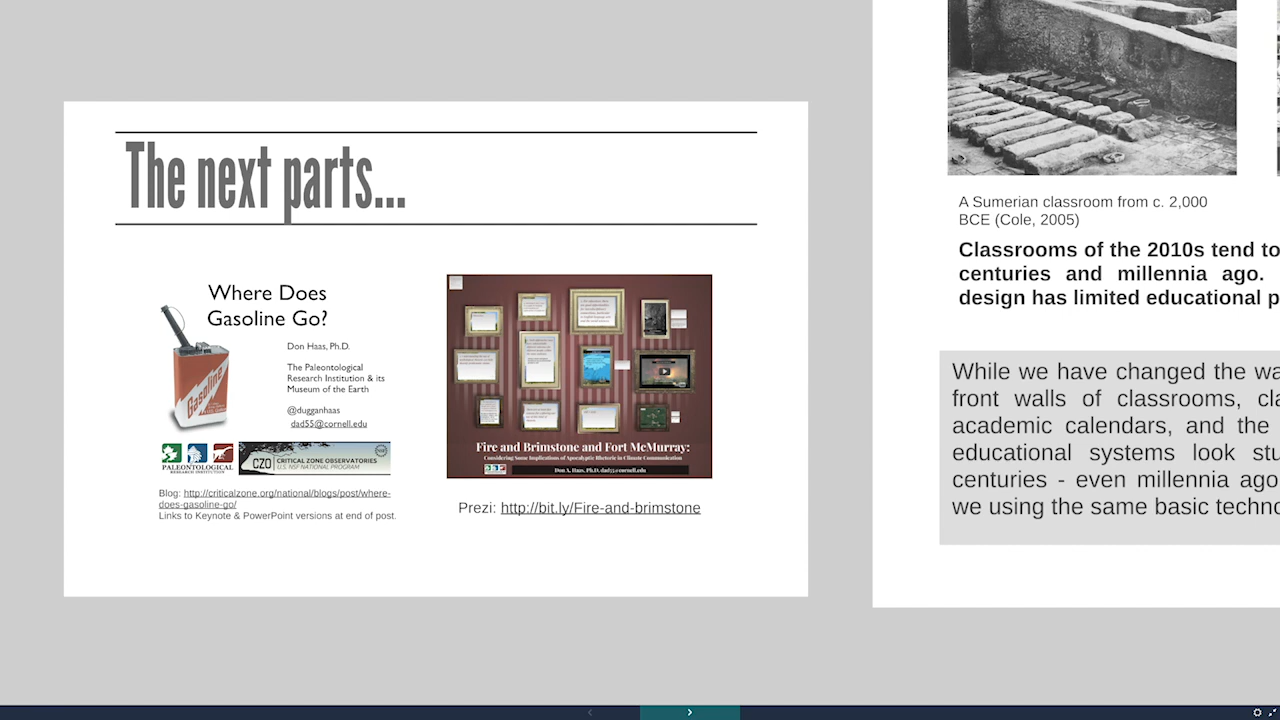 The next parts...
Where Does
Gasoline Go?
Don Haas, Ph.D.
The Paleontological
Research Institution & its
Museum of the Earth
@dugganhaas
dad55@cornell.edu
Gasoline
PALEONTOLOGICAL
RESEARCH INSTITUTION
CZO
CRITICAL ZONE OBSERVATORIES
U.S. NSF NATIONAL PROGRAM
Blog: http://criticalzone.org/national/blogs/post/where-
does-gasoline-go/
Links to Keynote & PowerPoint versions at end of post.
Fire and Brimstone and Fort McMurray:
Considering Some Implications of Apocalyptic Rhetoric in Climate Communication
Don A. Haas, Ph.D. dad55@cornell.edu
Prezi: http://bit.ly/Fire-and-brimstone
A Sumerian classroom from c. 2,000
BCE (Cole, 2005)
Classrooms of the 2010s tend to
centuries and millennia ago.
design has limited educational p
While we have changed the wa
front walls of classrooms, cla
academic calendars, and the
educational systems look stu
centuries - even millennia ago
we using the same basic techno